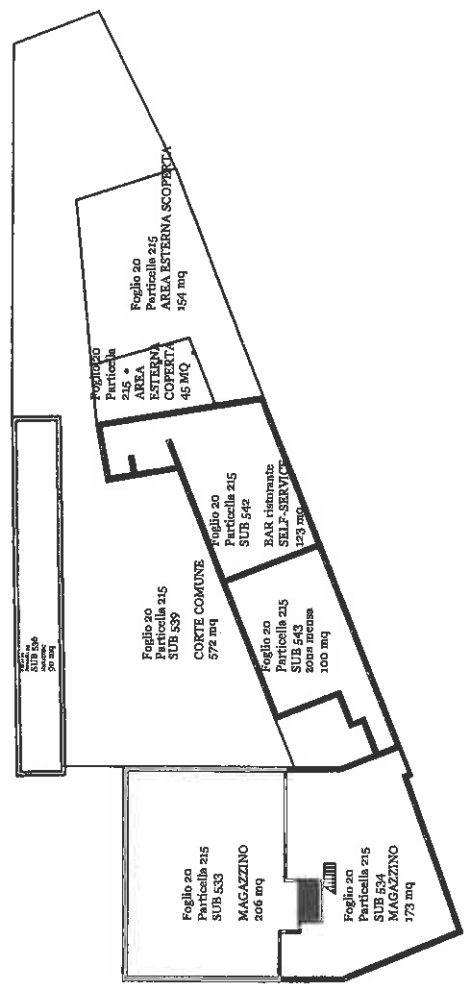 Foglio 20
Particella 215
AREA ESTERNA SCOPERTA
154 mq
Foglio 20
Particella
215 •
AREA
ESTERNA
COPERTA
45 MQ
Foglio 20
Particella 215
SUB 542
BAR ristorante
SELF-SERVICE
123 mq
SUB 536
90 mq
Foglio 20
Particella 215
SUB 539
CORTE COMUNE
572 mq
Foglio 20
Particella 215
SUB 543
zona mensa
100 mq
Foglio 20
Particella 215
SUB 533
MAGAZZINO
206 mq
Foglio 20
Particella 215
SUB 534
MAGAZZINO
173 mq